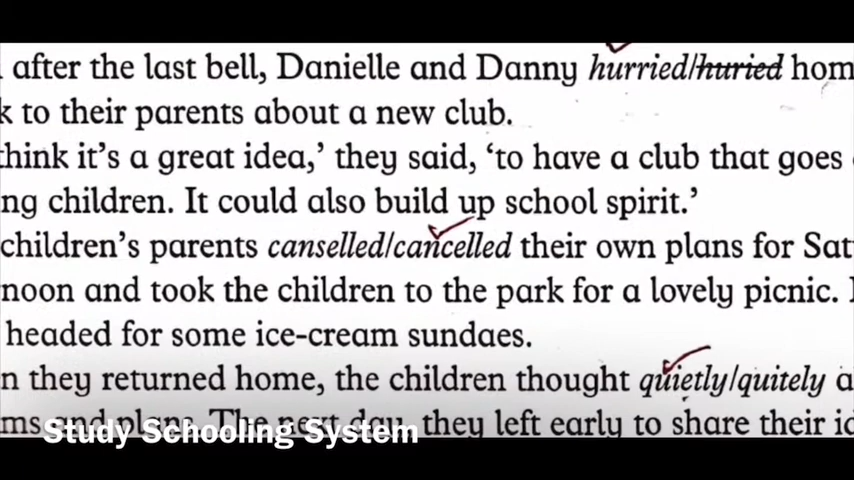 after the last bell, Danielle and Danny hurried/huried hom
k to their parents about a new club.
think it's a great idea,' they said, 'to have a club that goes
ng children. It could also build up school spirit.'
children's parents canselled/cancelled their own plans for Sat
noon and took the children to the park for a lovely picnic.
headed for some ice-cream sundaes.
n they returned home, the children thought quietly/quitely a
ms and plans. The next day, they left early to share their id
Study Schooling System